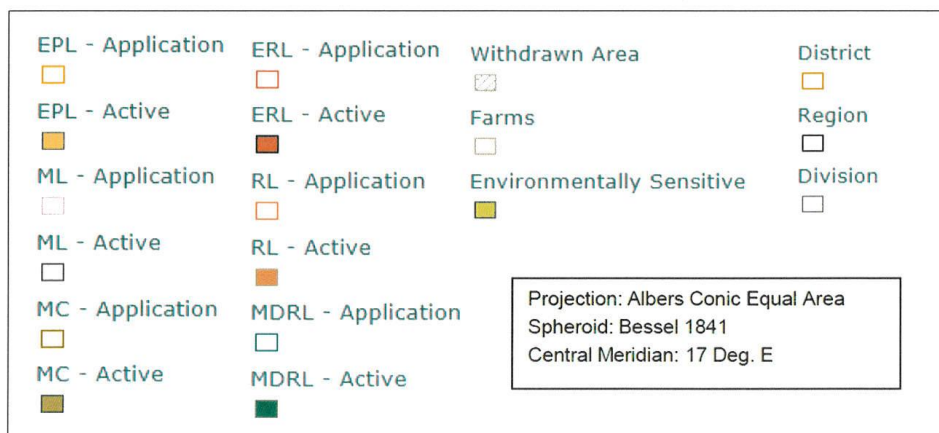 EPL - Application
EPL - Active
ML - Application
ML - Active
MC - Application
MC - Active
ERL - Application
ERL - Active
RL - Application
RL - Active
MDRL - Application
MDRL - Active
Withdrawn Area
Farms
Environmentally Sensitive
District
Region
Division
Projection: Albers Conic Equal Area
Spheroid: Bessel 1841
Central Meridian: 17 Deg. E